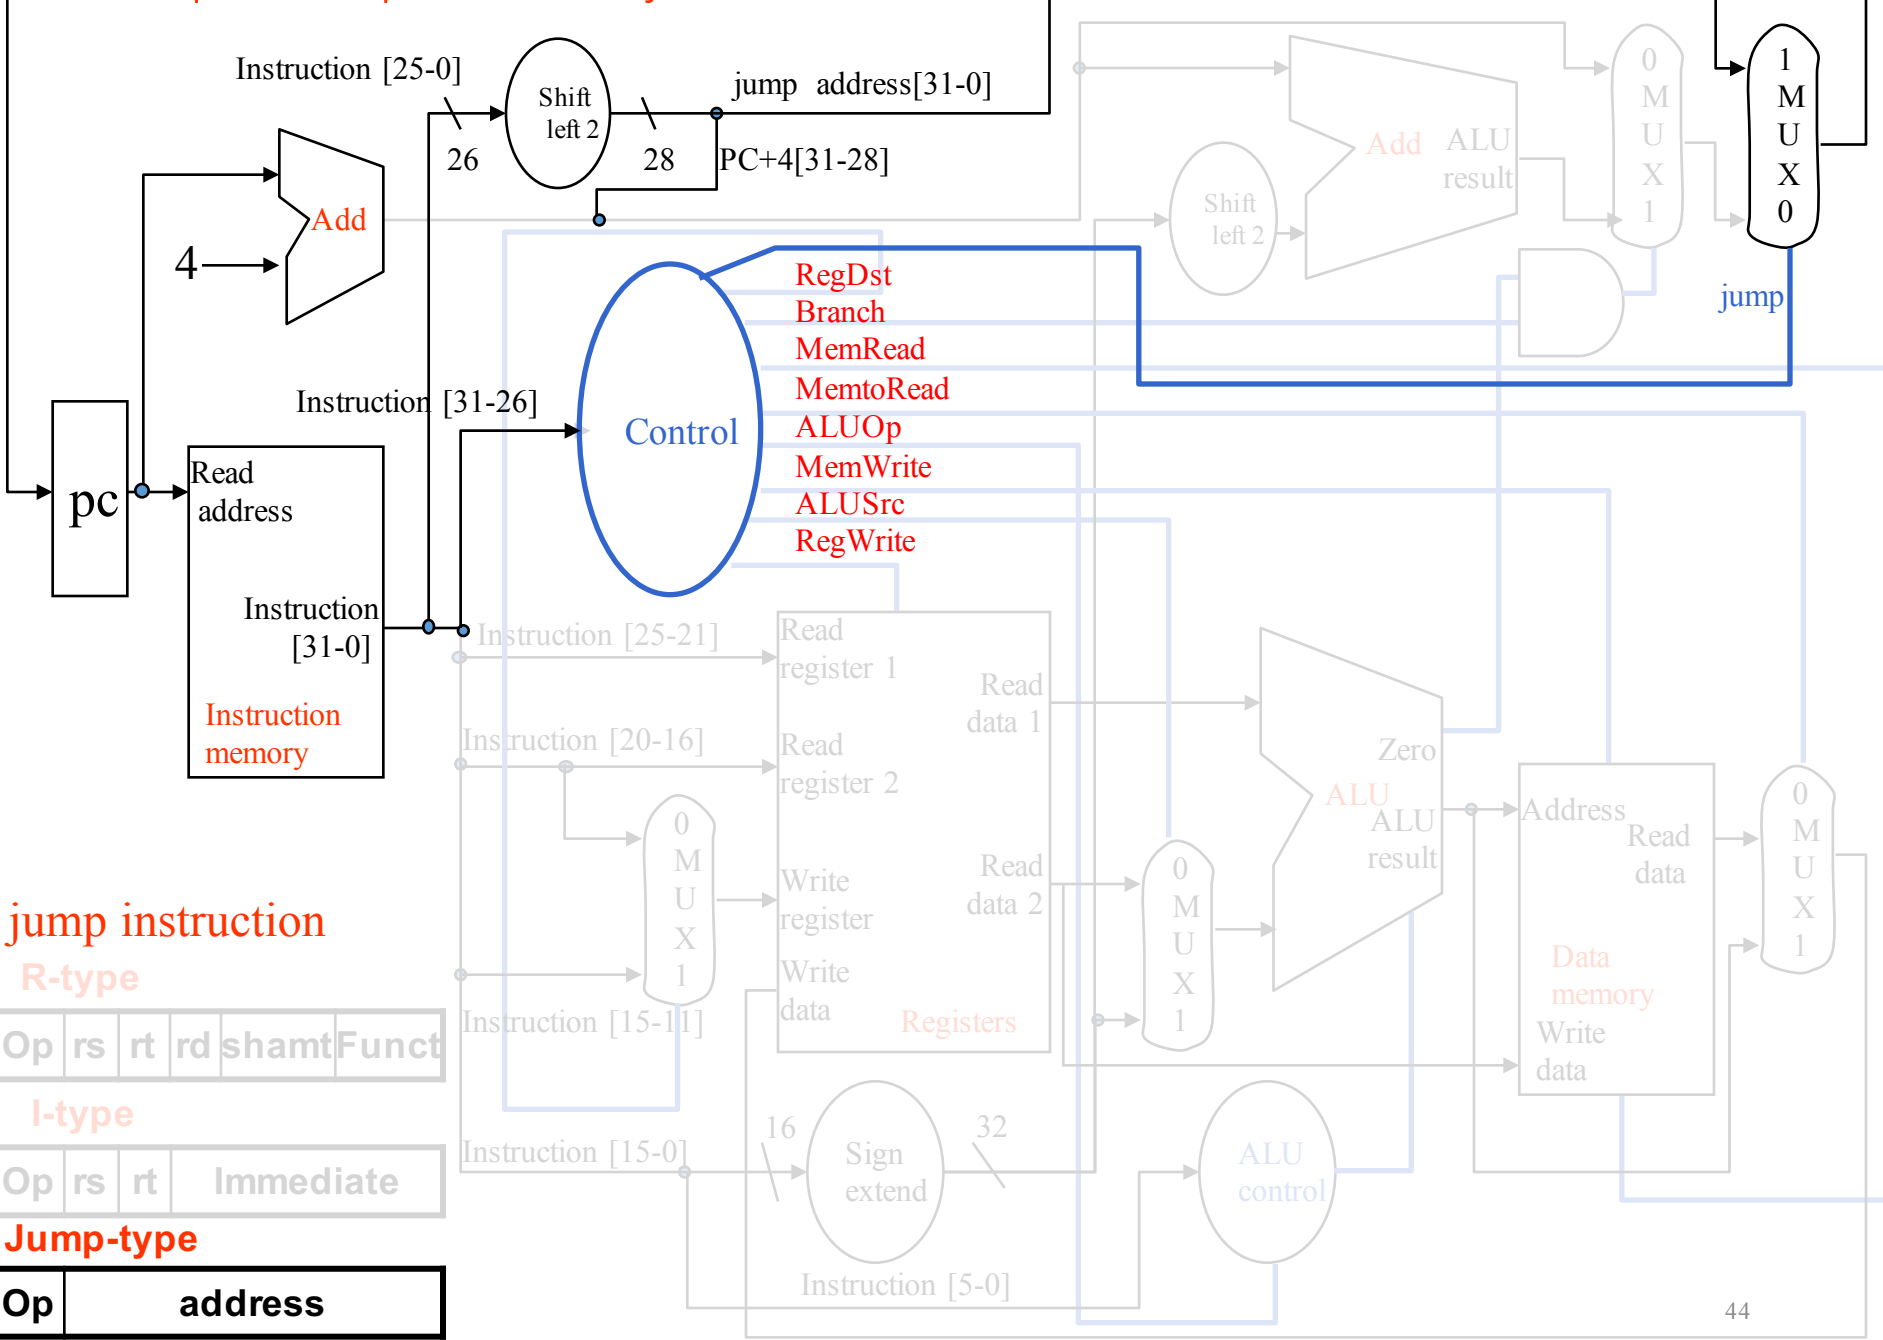 Instruction [25-0]
Shift
left 2
jump address[31-0]
26
28
PC+4[31-28]
Add
4
Add
ALU
result
Shift
left 2
0
M
U
X
1
1
M
U
X
0
jump
RegDst
Branch
MemRead
MemtoRead
ALUOp
MemWrite
ALUSrc
RegWrite
Control
Instruction [31-26]
pc
Read
address
Instruction
[31-0]
Instruction
memory
Instruction [25-21]
Instruction [20-16]
Instruction [15-11]
Instruction [15-0]
Instruction [5-0]
0
M
U
X
1
Read
register 1
Read
register 2
Write
register
Write
data
Read
data 1
Read
data 2
Registers
0
M
U
X
1
Zero
ALU
ALU
result
Address
Read
data
Data
memory
Write
data
0
M
U
X
1
16
Sign
extend
32
ALU
control
jump instruction
R-type
Op rs rt rd shamt Funct
I-type
Op rs rt Immediate
Jump-type
Op address
44